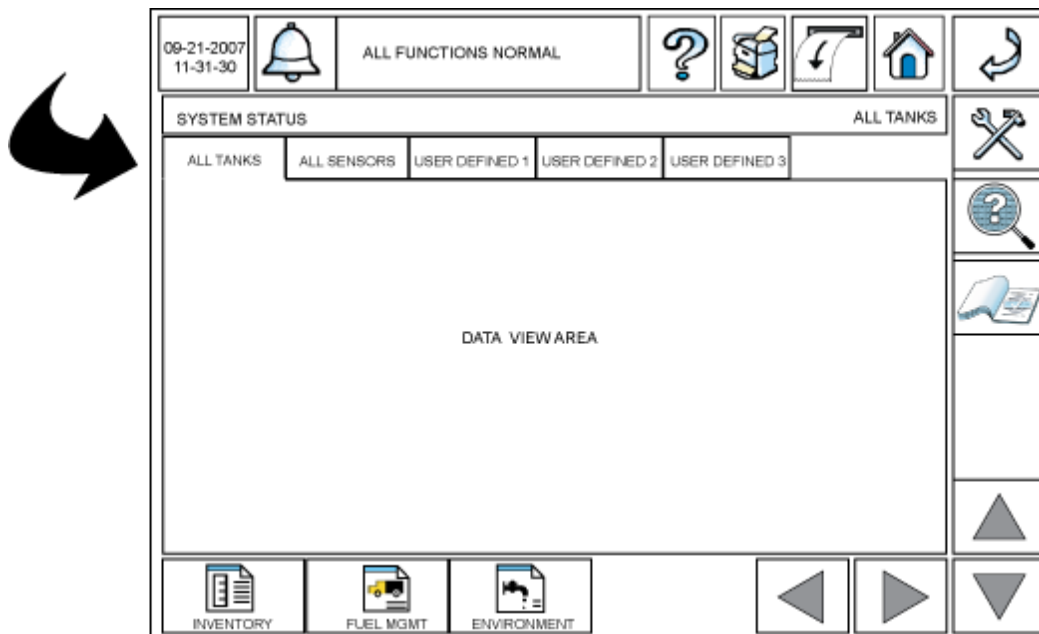 09-21-2007
11-31-30
ALL FUNCTIONS NORMAL
?
SYSTEM STATUS
ALL TANKS
?
ALL TANKS
ALL SENSORS
USER DEFINED 1
USER DEFINED 2
USER DEFINED 3
DATA VIEW AREA
INVENTORY
FUEL MGMT
ENVIRONMENT